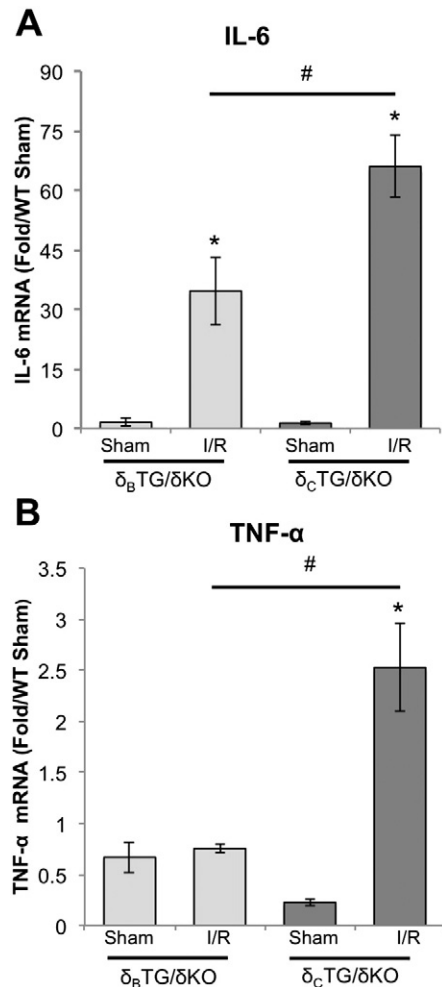 A
IL-6
#
*
*
IL-6 mRNA (Fold/WT Sham)
90
75
60
45
30
15
0
Sham I/R Sham I/R
δBTG/δKO δCTG/δKO
B
TNF-α
#
*
TNF-α mRNA (Fold/WT Sham)
3.5
3
2.5
2
1.5
1
0.5
0
Sham I/R Sham I/R
δBTG/δKO δCTG/δKO